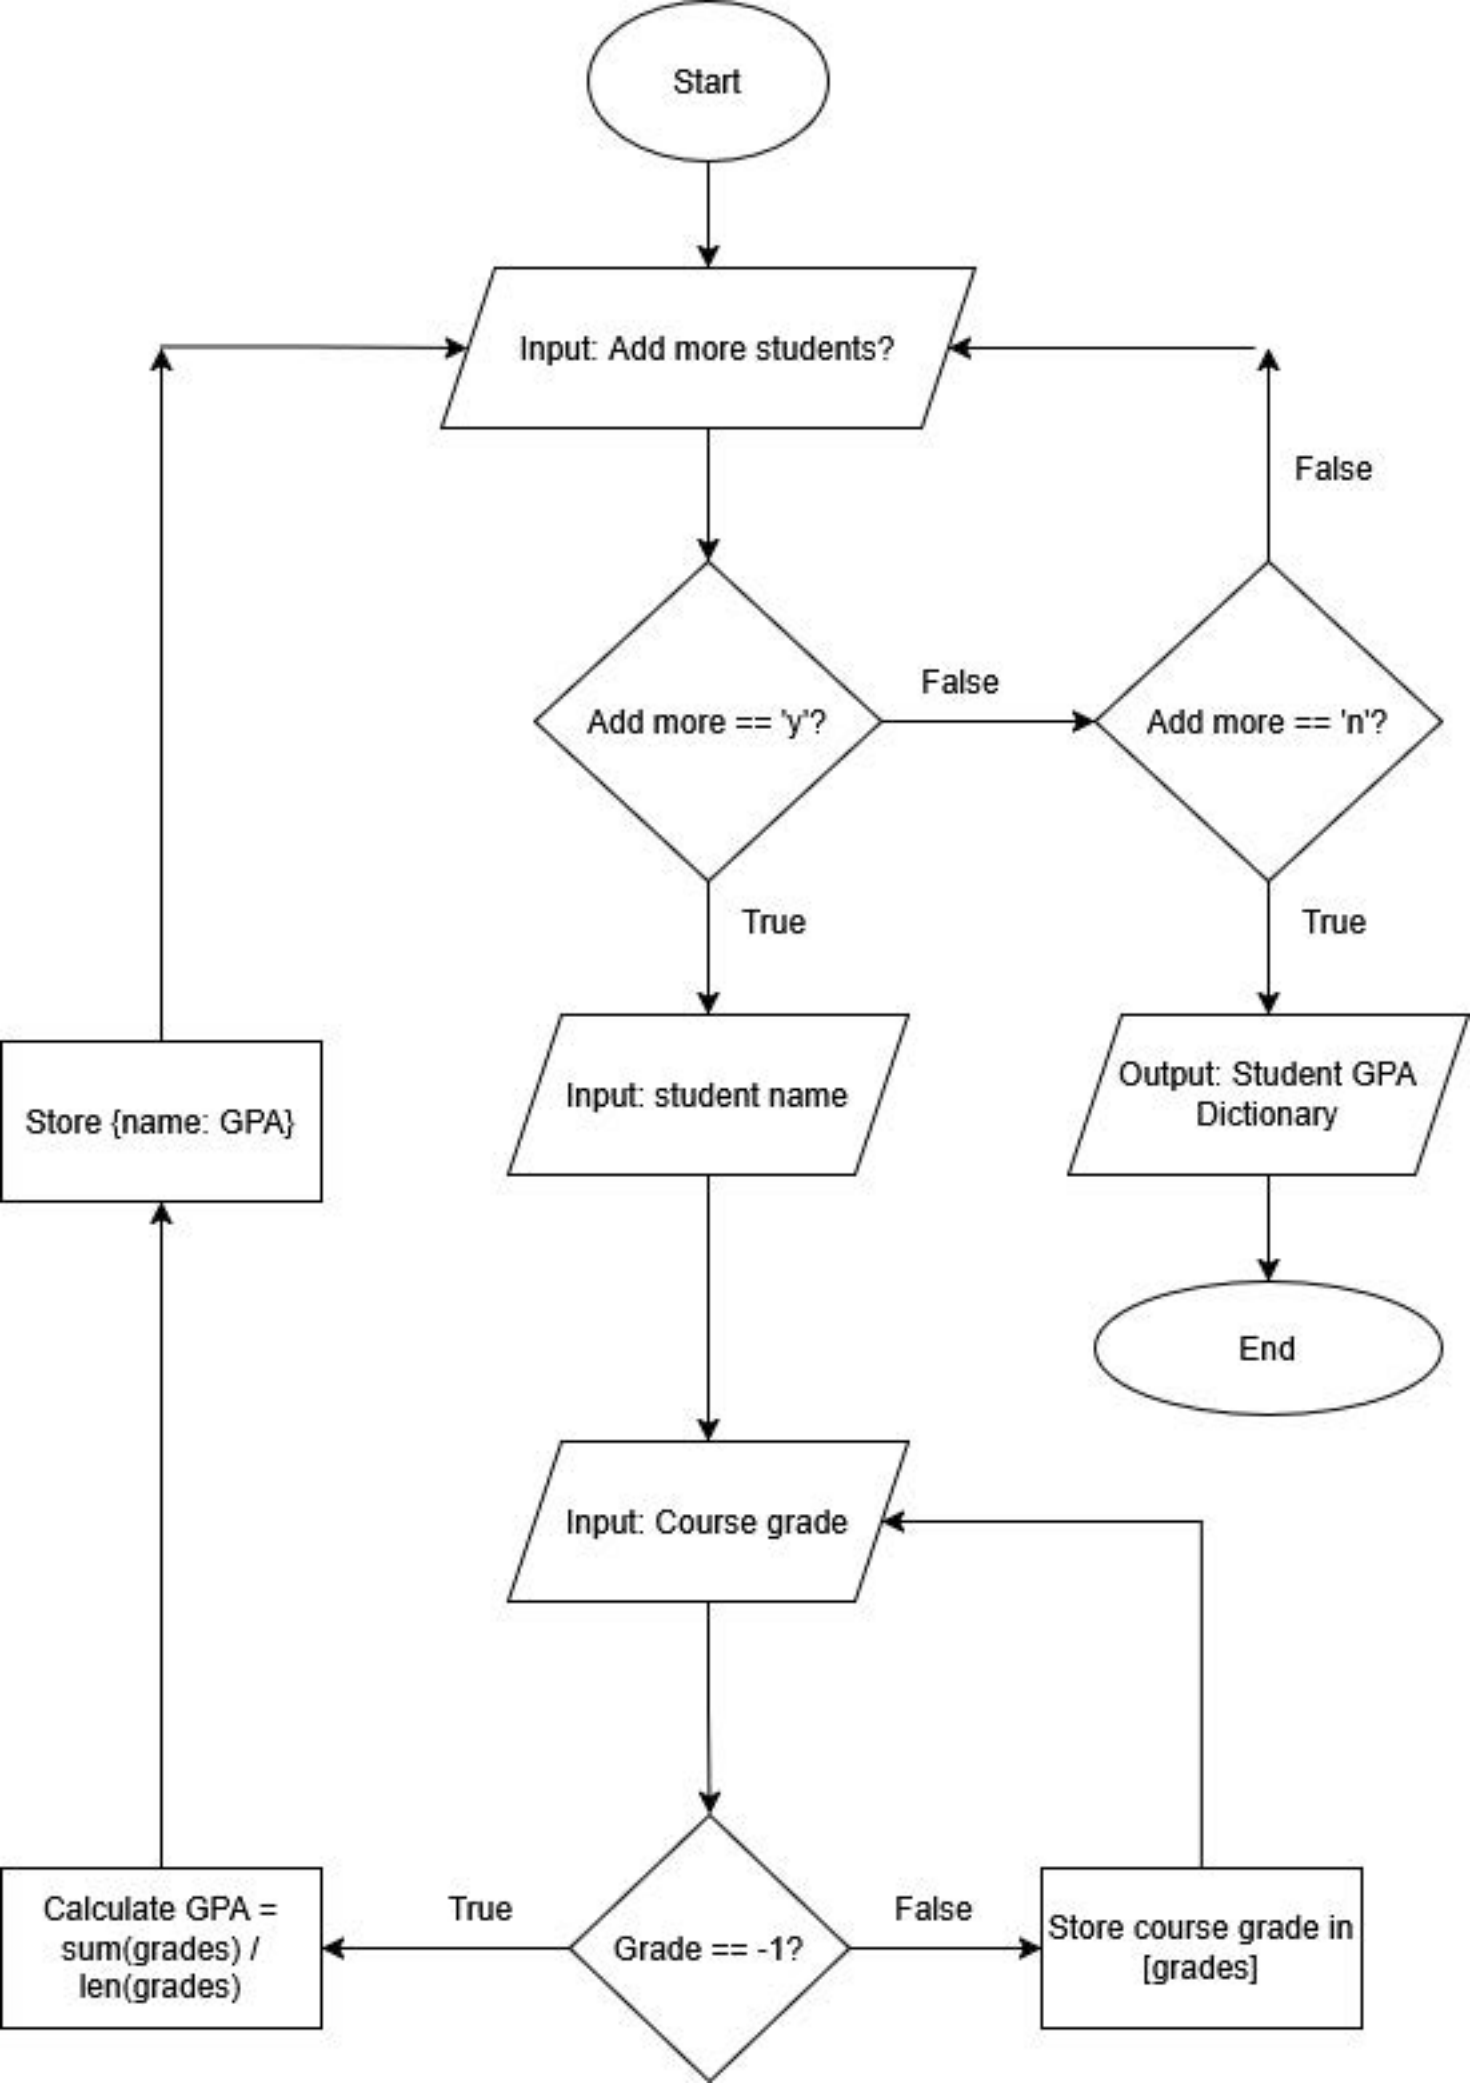 Start
Input: Add more students?
False
False
Add more == 'y'?
Add more == 'n'?
True
True
Input: student name
Output: Student GPA
Dictionary
Store {name: GPA}
End
Input: Course grade
True
False
Calculate GPA =
sum(grades) /
len(grades)
Grade == -1?
Store course grade in
[grades]